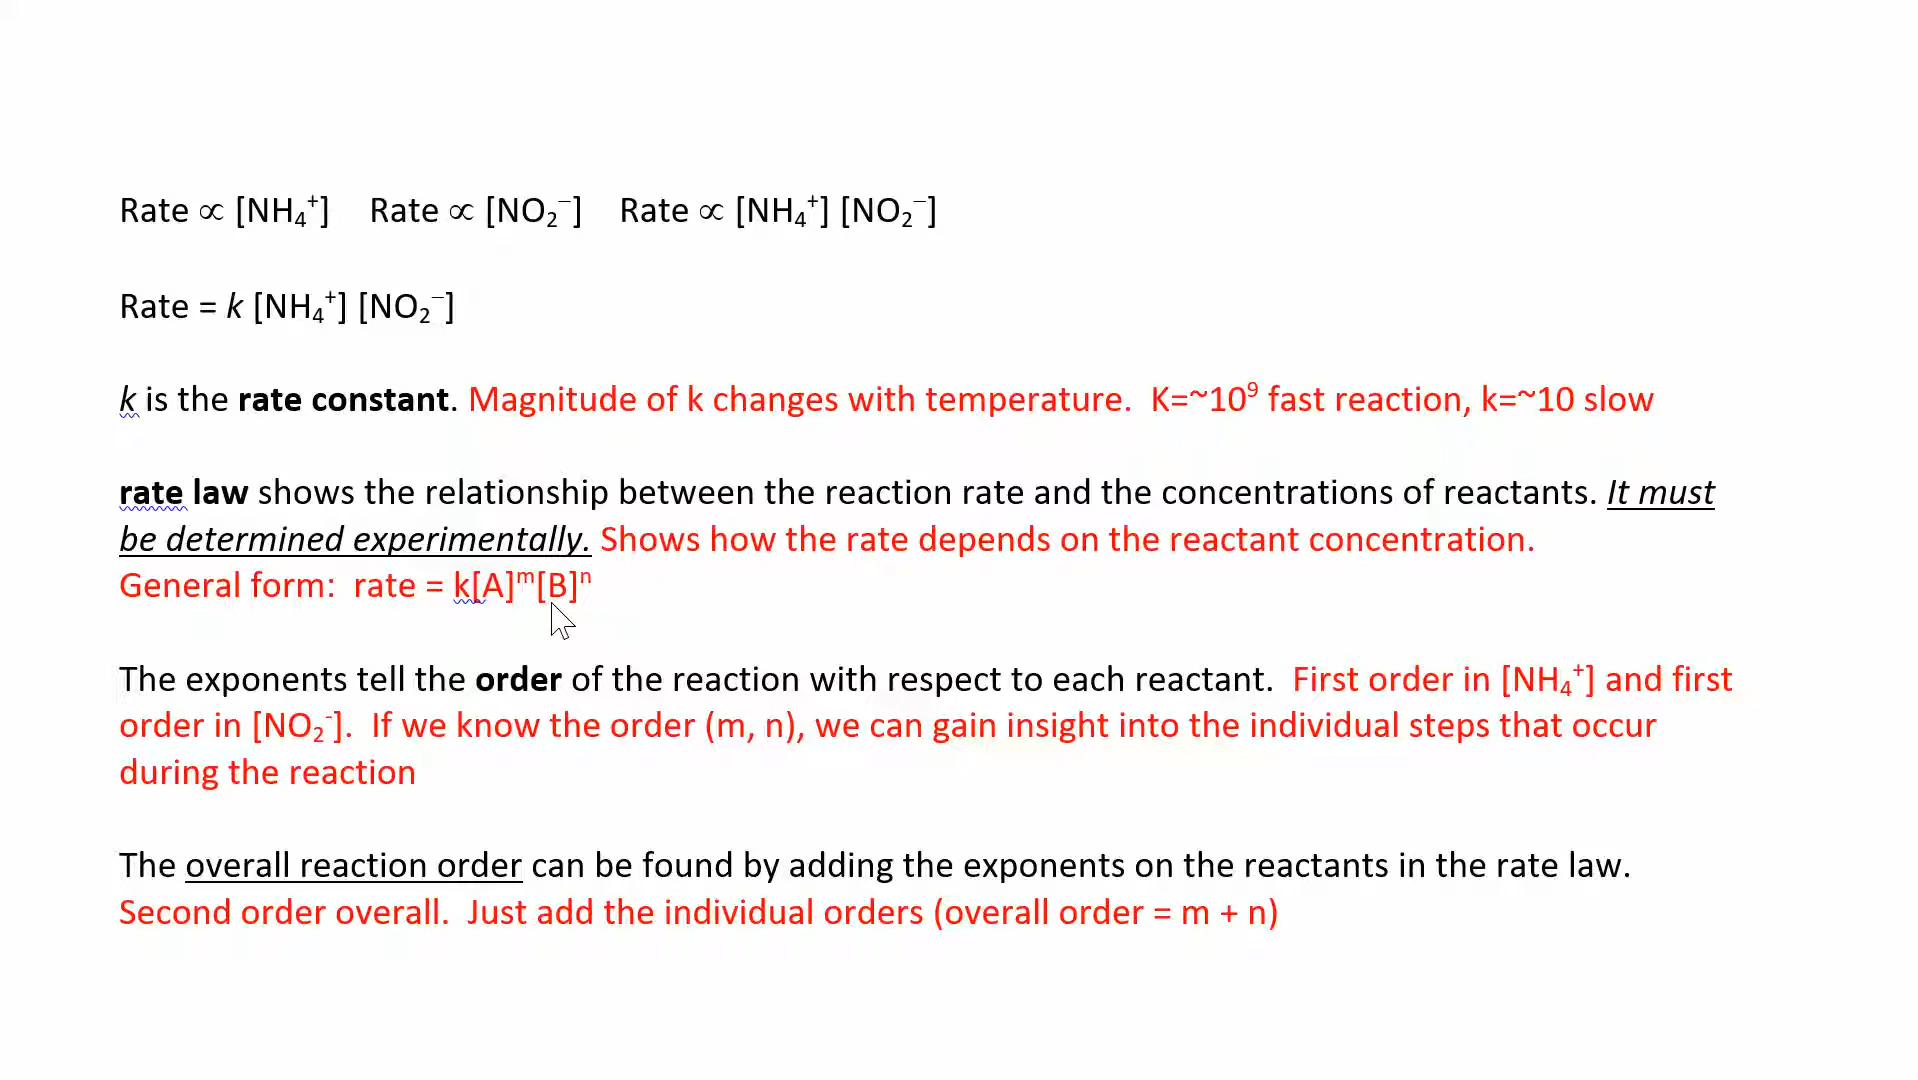 Rate ∝ [NH₄⁺] Rate ∝ [NO₂⁻] Rate ∝ [NH₄⁺] [NO₂⁻]
Rate = k [NH₄⁺] [NO₂⁻]
k is the rate constant. Magnitude of k changes with temperature. K=~10⁹ fast reaction, k=~10 slow
rate law shows the relationship between the reaction rate and the concentrations of reactants. It must
be determined experimentally. Shows how the rate depends on the reactant concentration.
General form: rate = k[A]ᵐ[B]ⁿ
The exponents tell the order of the reaction with respect to each reactant. First order in [NH₄⁺] and first
order in [NO₂⁻]. If we know the order (m, n), we can gain insight into the individual steps that occur
during the reaction
The overall reaction order can be found by adding the exponents on the reactants in the rate law.
Second order overall. Just add the individual orders (overall order = m + n)